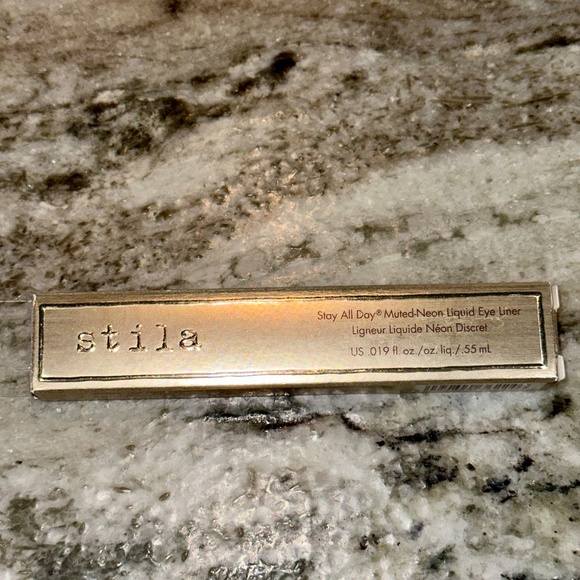 stila
Stay All Day® Muted-Neon Liquid Eye Liner
Ligneur Liquide Néon Discret
US .019 fl. oz./oz. liq./.55 mL